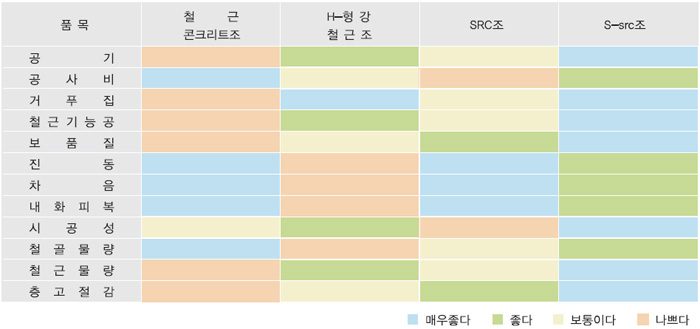 품 목
철 근
콘크리트조
H-형 강
철 근 조
SRC조
S-src조
공 기
공 사 비
거 푸 집
철 근 기 능 공
보 품 질
진 동
차 음
내 화 피 복
시 공 성
철 골 물 량
철 근 물 량
층 고 절 감
매우좋다 좋다 보통이다 나쁘다